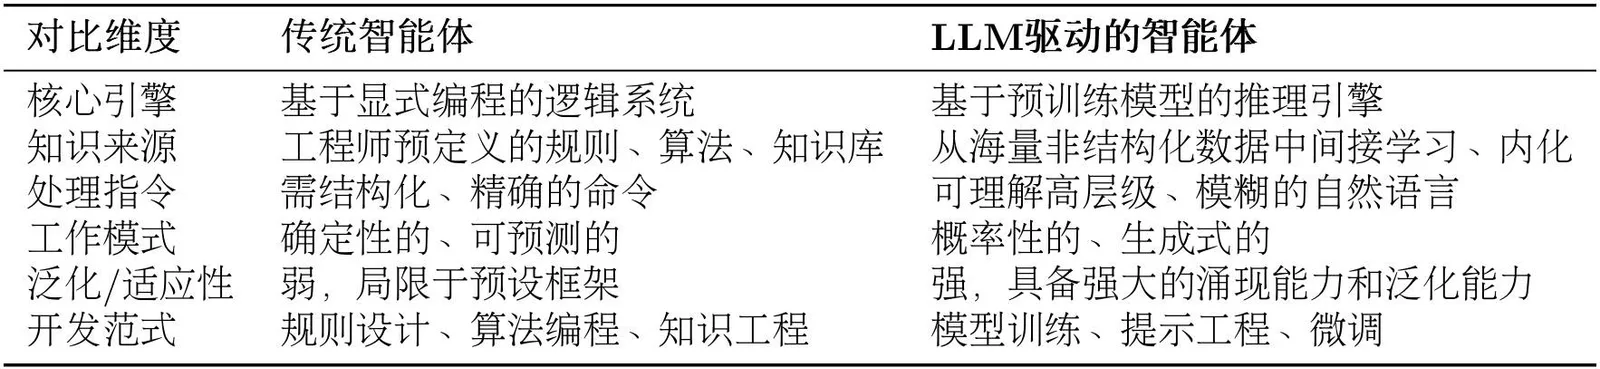 对比维度 传统智能体 LLM驱动的智能体
核心引擎 基于显式编程的逻辑系统 基于预训练模型的推理引擎
知识来源 工程师预定义的规则、算法、知识库 从海量非结构化数据中间接学习、内化
处理指令 需结构化、精确的命令 可理解高层级、模糊的自然语言
工作模式 确定性的、可预测的 概率性的、生成式的
泛化/适应性 弱，局限于预设框架 强，具备强大的涌现能力和泛化能力
开发范式 规则设计、算法编程、知识工程 模型训练、提示工程、微调